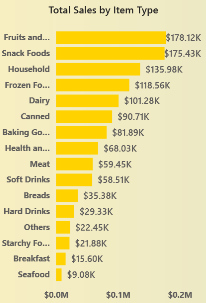 Total Sales by Item Type
Fruits and... $178.12K
Snack Foods $175.43K
Household $135.98K
Frozen Fo... $118.56K
Dairy $101.28K
Canned $90.71K
Baking Go... $81.89K
Health an... $68.03K
Meat $59.45K
Soft Drinks $58.51K
Breads $35.38K
Hard Drinks $29.33K
Others $22.45K
Starchy Fo... $21.88K
Breakfast $15.60K
Seafood $9.08K
$0.0M $0.1M $0.2M